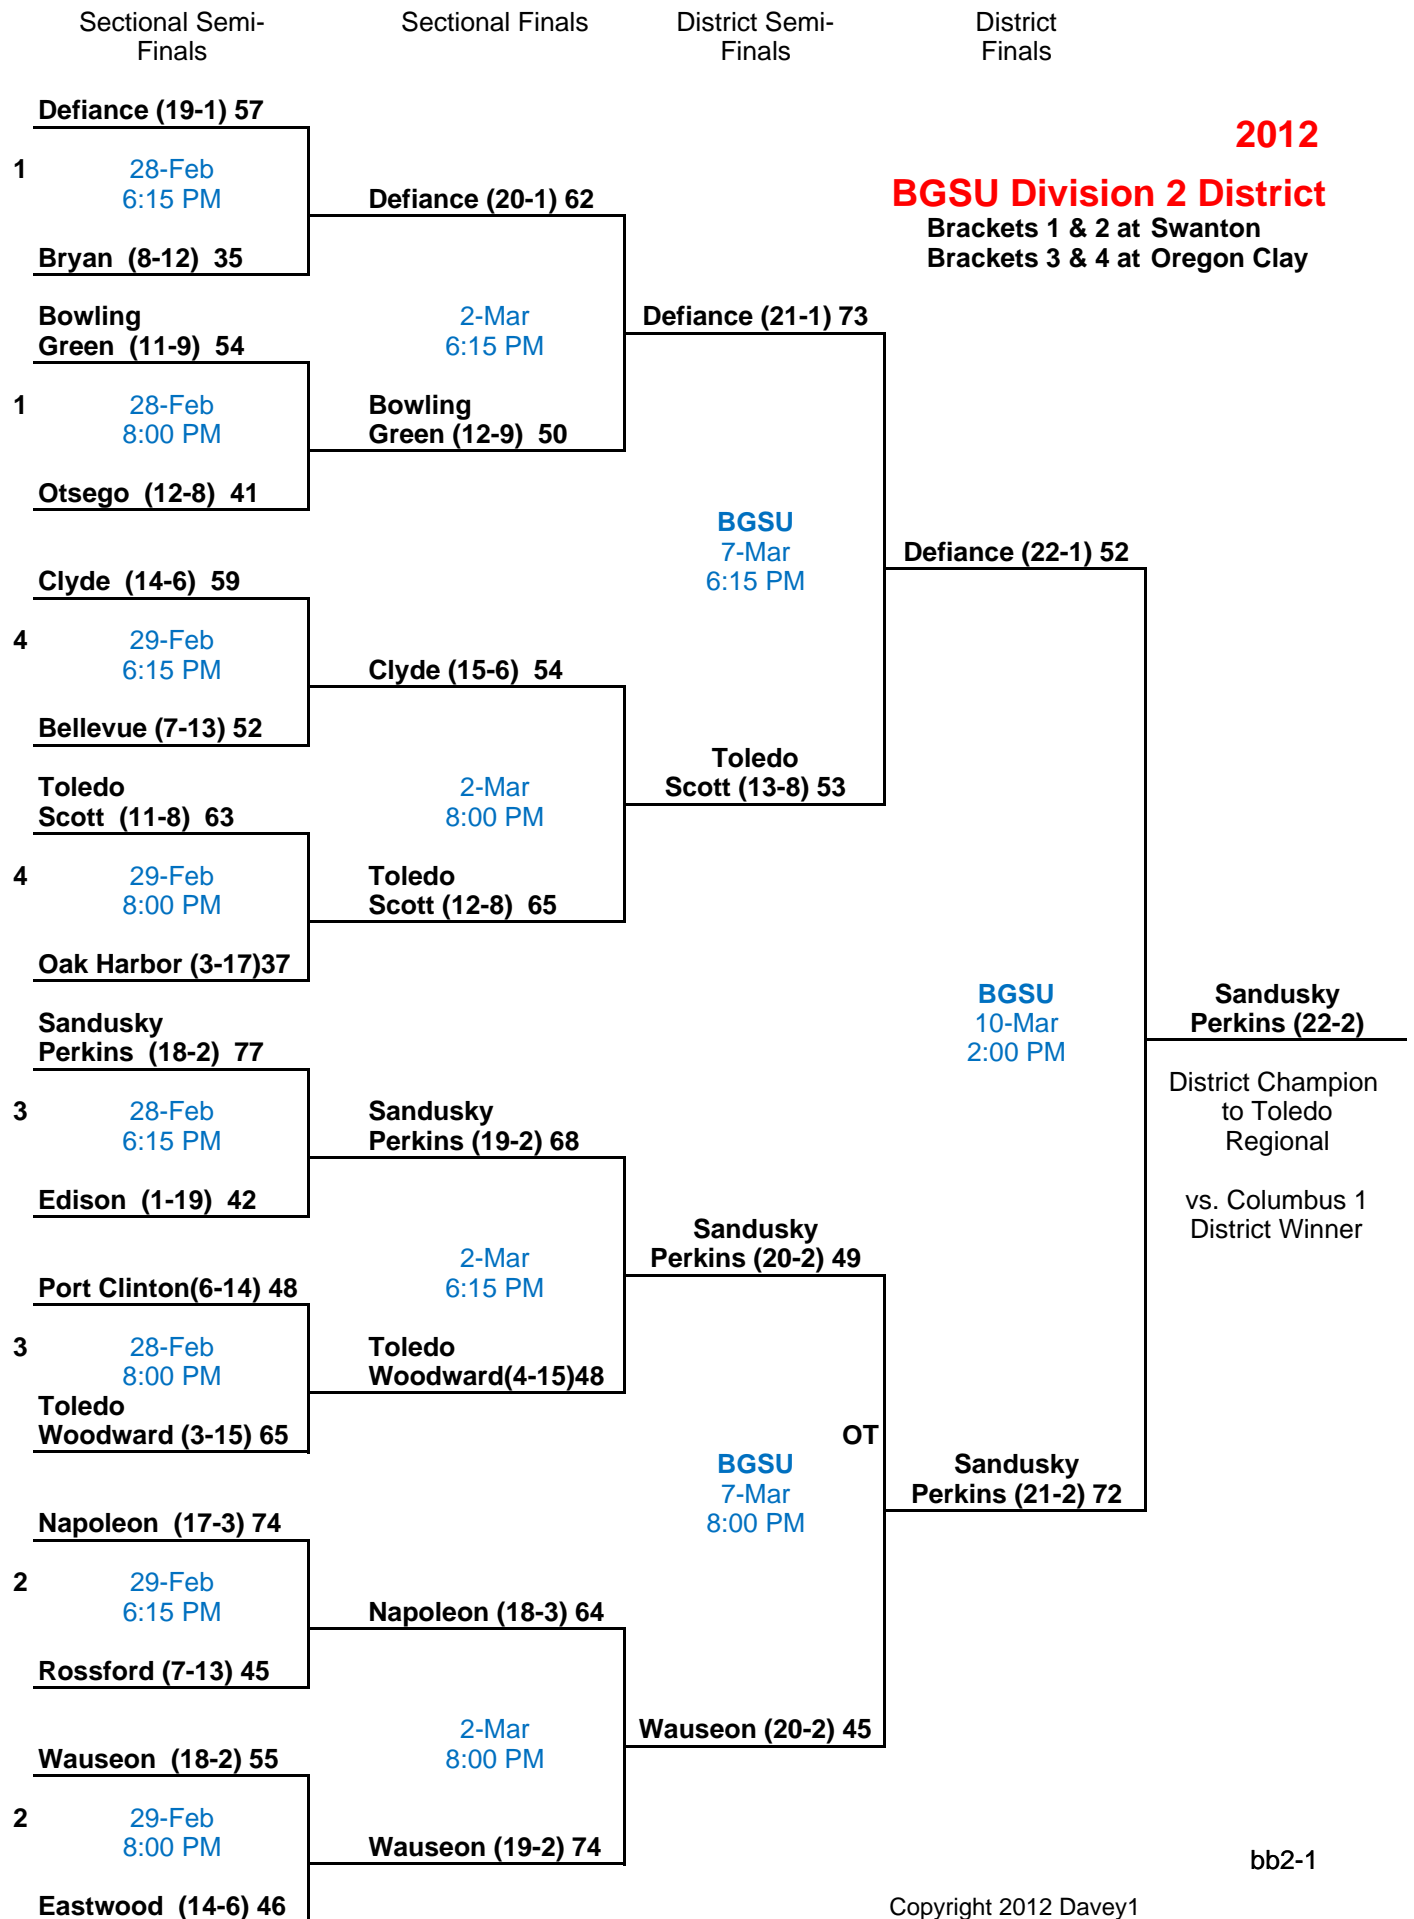 Sectional Semi-
Finals
Sectional Finals
District Semi-
Finals
District
Finals
2012
BGSU Division 2 District
Brackets 1 & 2 at Swanton
Brackets 3 & 4 at Oregon Clay
Defiance (19-1) 57
1
28-Feb
6:15 PM
Bryan (8-12) 35
Bowling
Green (11-9) 54
1
28-Feb
8:00 PM
Otsego (12-8) 41
Clyde (14-6) 59
4
29-Feb
6:15 PM
Bellevue (7-13) 52
Toledo
Scott (11-8) 63
4
29-Feb
8:00 PM
Oak Harbor (3-17)37
Sandusky
Perkins (18-2) 77
3
28-Feb
6:15 PM
Edison (1-19) 42
Port Clinton(6-14) 48
3
28-Feb
8:00 PM
Toledo
Woodward (3-15) 65
Napoleon (17-3) 74
2
29-Feb
6:15 PM
Rossford (7-13) 45
Wauseon (18-2) 55
2
29-Feb
8:00 PM
Eastwood (14-6) 46
Defiance (20-1) 62
2-Mar
6:15 PM
Bowling
Green (12-9) 50
Clyde (15-6) 54
2-Mar
8:00 PM
Toledo
Scott (12-8) 65
Sandusky
Perkins (19-2) 68
2-Mar
6:15 PM
Toledo
Woodward(4-15)48
Napoleon (18-3) 64
2-Mar
8:00 PM
Wauseon (19-2) 74
Defiance (21-1) 73
BGSU
7-Mar
6:15 PM
Toledo
Scott (13-8) 53
Sandusky
Perkins (20-2) 49
OT
BGSU
7-Mar
8:00 PM
Wauseon (20-2) 45
Defiance (22-1) 52
BGSU
10-Mar
2:00 PM
Sandusky
Perkins (21-2) 72
Sandusky
Perkins (22-2)
District Champion
to Toledo
Regional
vs. Columbus 1
District Winner
bb2-1
Copyright 2012 Davey1